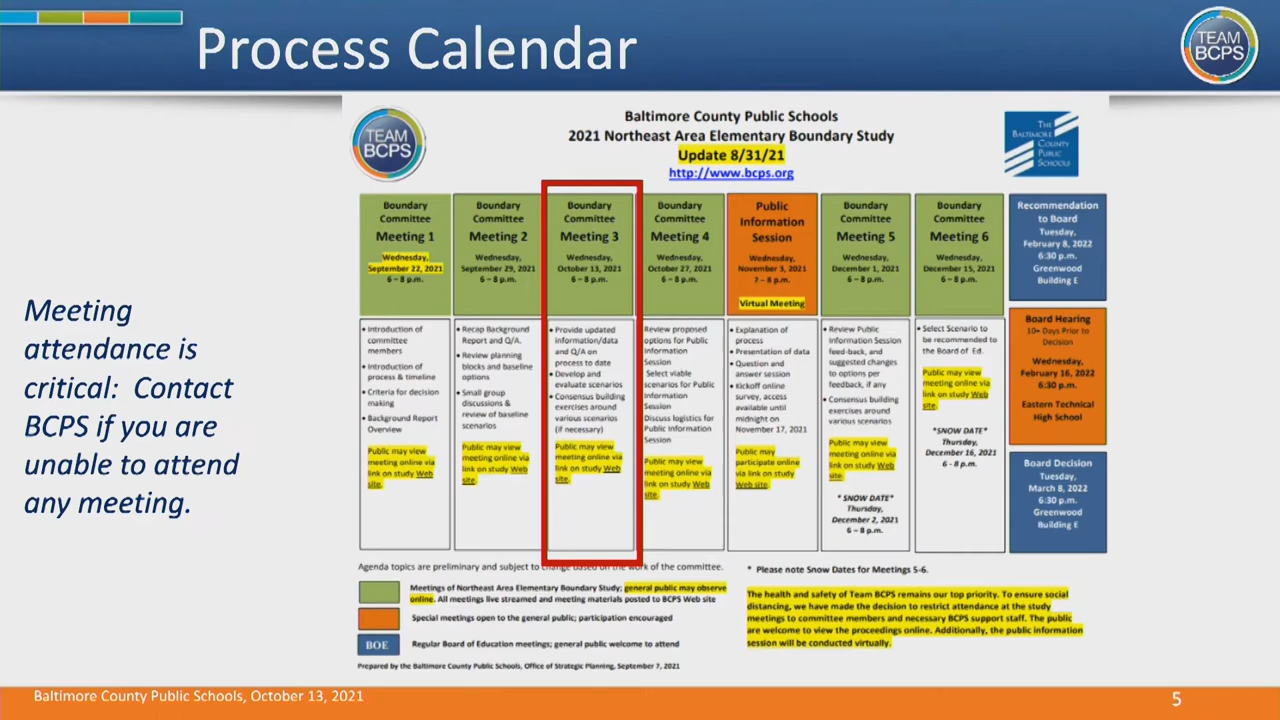 Process Calendar
TEAM
BCPS
Meeting
attendance is
critical: Contact
BCPS if you are
unable to attend
any meeting.
TEAM
BCPS
Baltimore County Public Schools
2021 Northeast Area Elementary Boundary Study
Update 8/31/21
http://www.bcps.org
THE
BALTIMORE
COUNTY
PUBLIC
SCHOOLS
Boundary
Committee
Meeting 1
Wednesday,
September 22, 2021
6 – 8 p.m.
• Introduction of
committee
members
• Introduction of
process & timeline
• Criteria for decision
making
• Background Report
Overview
Public may view
meeting online via
link on study Web
site.
Boundary
Committee
Meeting 2
Wednesday,
September 29, 2021
6 – 8 p.m.
• Recap Background
Report and Q/A.
• Review planning
blocks and baseline
options
• Small group
discussions &
review of baseline
scenarios
Public may view
meeting online via
link on study Web
site.
Boundary
Committee
Meeting 3
Wednesday,
October 13, 2021
6 – 8 p.m.
• Provide updated
information/data
and Q/A on
process to date
• Develop and
evaluate scenarios
• Consensus building
exercises around
various scenarios
(if necessary)
Public may view
meeting online via
link on study Web
site.
Boundary
Committee
Meeting 4
Wednesday,
October 27, 2021
6 – 8 p.m.
Review proposed
options for Public
Information
Session
Select viable
scenarios for Public
Information
Session
Discuss logistics for
Public Information
Session
Public may view
meeting online via
link on study Web
site.
Public
Information
Session
Wednesday,
November 3, 2021
7 – 8 p.m.
Virtual Meeting
• Explanation of
process
• Presentation of data
• Question and
answer session
• Kickoff online
survey, access
available until
midnight on
November 17, 2021
Public may
participate online
via link on study
Web site.
Boundary
Committee
Meeting 5
Wednesday,
December 1, 2021
6 – 8 p.m.
• Review Public
Information Session
feed-back, and
suggested changes
to options per
feedback, if any
• Consensus building
exercises around
various scenarios
Public may view
meeting online via
link on study Web
site.
* SNOW DATE*
Thursday,
December 2, 2021
6 – 8 p.m.
Boundary
Committee
Meeting 6
Wednesday,
December 15, 2021
6 – 8 p.m.
• Select Scenario to
be recommended to
the Board of Ed.
Public may view
meeting online via
link on study Web
site.
*SNOW DATE*
Thursday,
December 16, 2021
6 - 8 p.m.
Recommendation
to Board
Tuesday,
February 8, 2022
6:30 p.m.
Greenwood
Building E
Board Hearing
10+ Days Prior to
Decision
Wednesday,
February 16, 2022
6:30 p.m.
Eastern Technical
High School
Board Decision
Tuesday,
March 8, 2022
6:30 p.m.
Greenwood
Building E
Agenda topics are preliminary and subject to change based on the work of the committee.
Meetings of Northeast Area Elementary Boundary Study; general public may observe
online. All meetings live streamed and meeting materials posted to BCPS Web site
Special meetings open to the general public; participation encouraged
BOE Regular Board of Education meetings; general public welcome to attend
Prepared by the Baltimore County Public Schools, Office of Strategic Planning, September 7, 2021
* Please note Snow Dates for Meetings 5-6.
The health and safety of Team BCPS remains our top priority. To ensure social
distancing, we have made the decision to restrict attendance at the study
meetings to committee members and necessary BCPS support staff. The public
are welcome to view the proceedings online. Additionally, the public information
session will be conducted virtually.
Baltimore County Public Schools, October 13, 2021
5